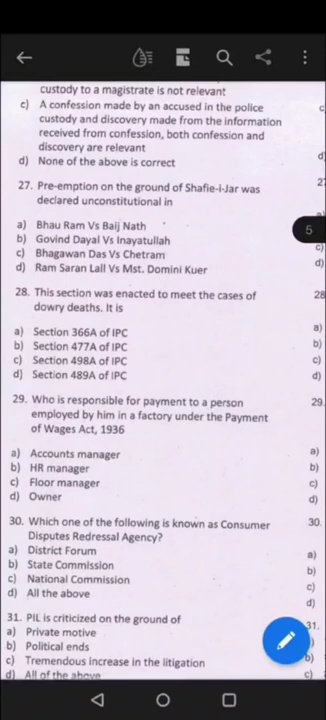 custody to a magistrate is not relevant
c) A confession made by an accused in the police
custody and discovery made from the information
received from confession, both confession and
discovery are relevant
d) None of the above is correct
27. Pre-emption on the ground of Shafie-i-Jar was
declared unconstitutional in
a) Bhau Ram Vs Baij Nath
b) Govind Dayal Vs Inayatullah
c) Bhagawan Das Vs Chetram
d) Ram Saran Lall Vs Mst. Domini Kuer
28. This section was enacted to meet the cases of
dowry deaths. It is
a) Section 366A of IPC
b) Section 477A of IPC
c) Section 498A of IPC
d) Section 489A of IPC
29. Who is responsible for payment to a person
employed by him in a factory under the Payment
of Wages Act, 1936
a) Accounts manager
b) HR manager
c) Floor manager
d) Owner
30. Which one of the following is known as Consumer
Disputes Redressal Agency?
a) District Forum
b) State Commission
c) National Commission
d) All the above
31. PIL is criticized on the ground of
a) Private motive
b) Political ends
c) Tremendous increase in the litigation
d) All of the above
5
c)
d)
28
a)
b)
c)
d)
29.
a)
b)
c)
d)
30.
a)
b)
c)
d)
31.
b)
c)